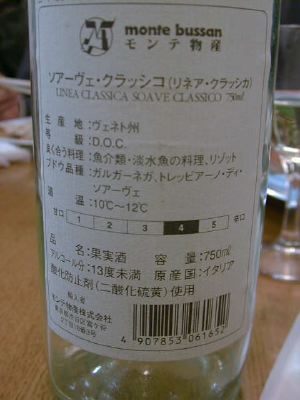 monte bussan
モンテ物産
ソアーヴェ・クラッシコ(リネア・クラッシカ)
LINEA CLASSICA SOAVE CLASSICO 750ml
生産地:ヴェネト州
等級:D.O.C.
良く合う料理:魚介類・淡水魚の料理、リゾット
ブドウ品種:ガルガーネガ、トレッビアーノ・ディ・
ソアーヴェ
温:10℃~12℃
甘口 1 2 3 4 5 辛口
品名:果実酒 容量:750ml
アルコール分:13度未満 原産国:イタリア
酸化防止剤(二酸化硫黄)使用
輸入者
モンテ物産株式会社
4 907853 061652